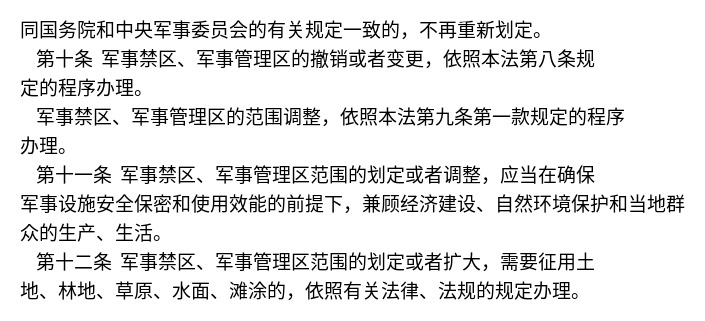 同国务院和中央军事委员会的有关规定一致的，不再重新划定。
第十条 军事禁区、军事管理区的撤销或者变更，依照本法第八条规
定的程序办理。
军事禁区、军事管理区的范围调整，依照本法第九条第一款规定的程序
办理。
第十一条 军事禁区、军事管理区范围的划定或者调整，应当在确保
军事设施安全保密和使用效能的前提下，兼顾经济建设、自然环境保护和当地群
众的生产、生活。
第十二条 军事禁区、军事管理区范围的划定或者扩大，需要征用土
地、林地、草原、水面、滩涂的，依照有关法律、法规的规定办理。